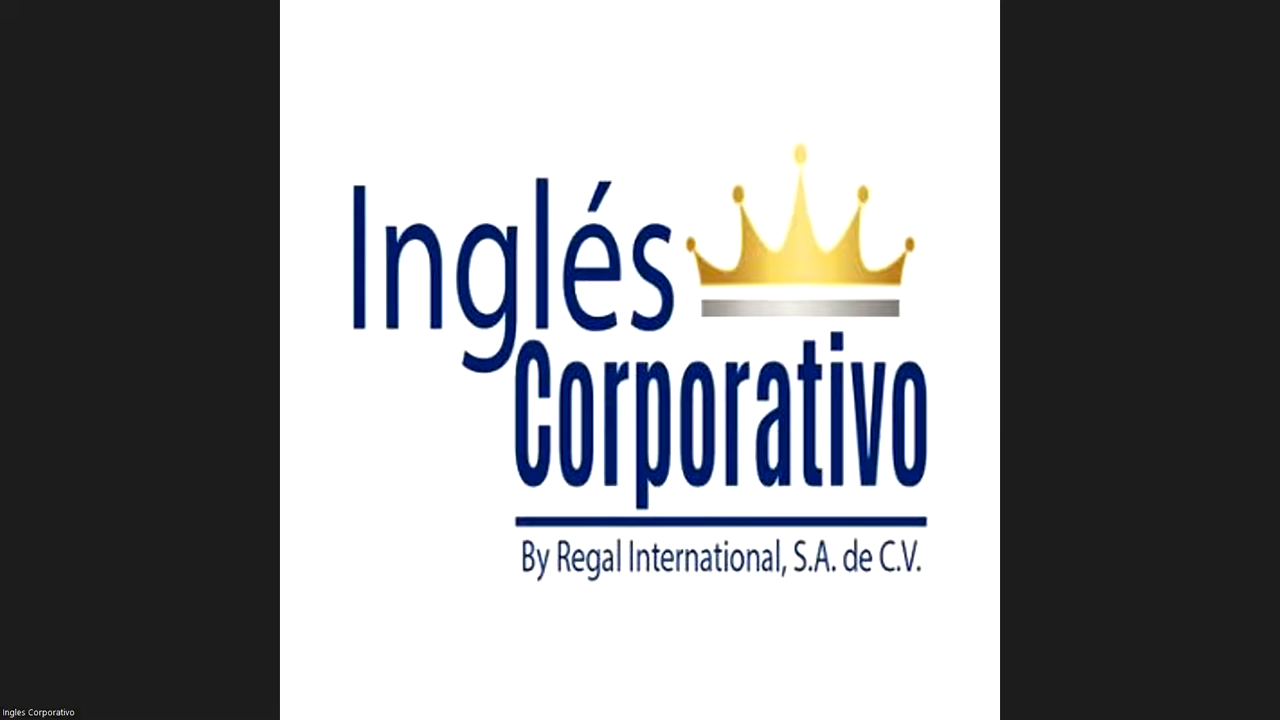 Inglés
Corporativo
By Regal International, S.A. de C.V.
Ingles Corporativo